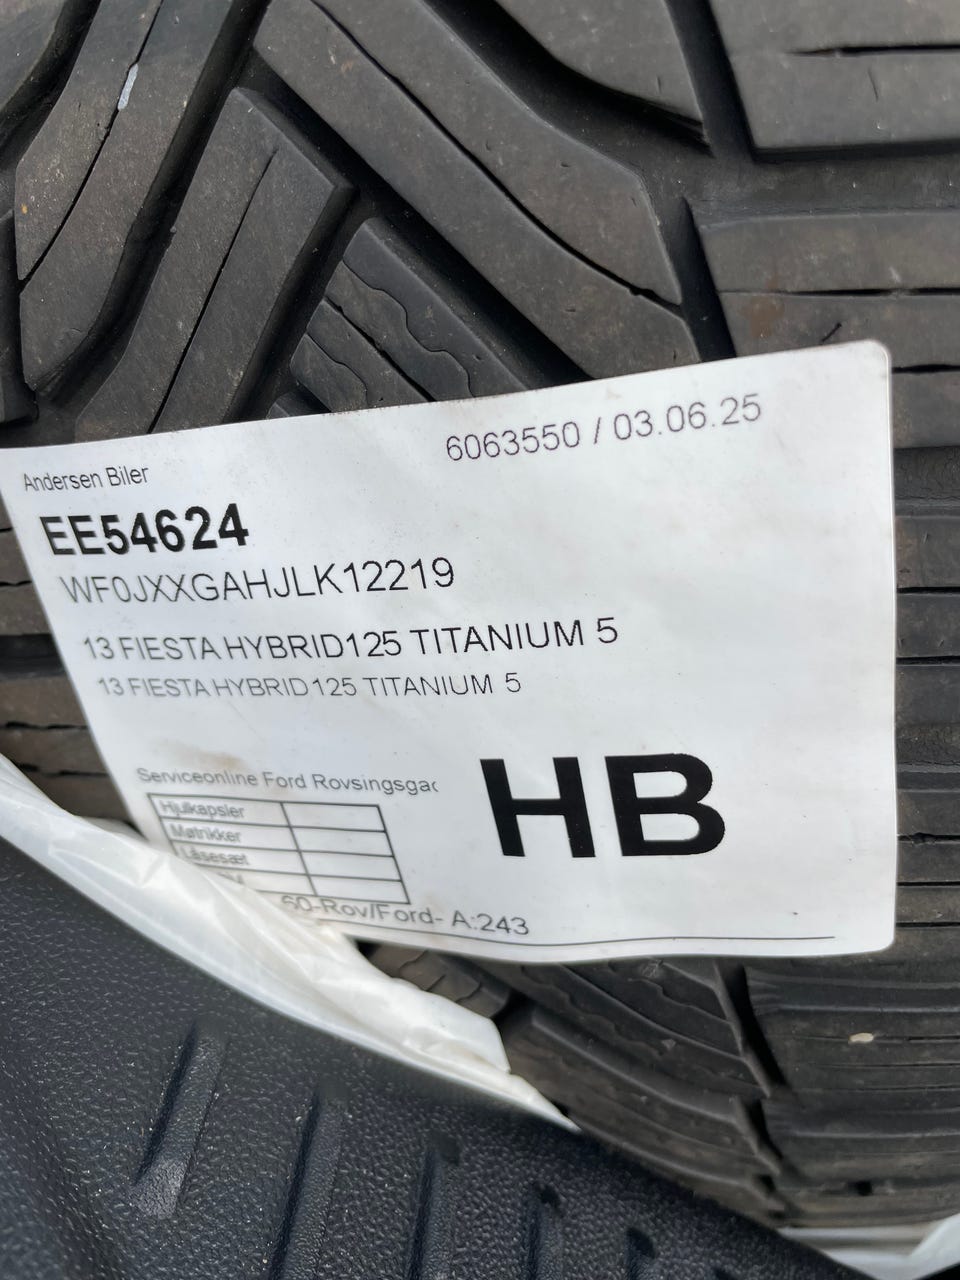 6063550 / 03.06.25
Andersen Biler
EE54624
WF0JXXGAHJLK12219
13 FIESTA HYBRID125 TITANIUM 5
13 FIESTA HYBRID125 TITANIUM 5
Serviceonline Ford Rovsingsgad
HB
Hjulkapsler
Møtrikker
Låsesæt
60-Rov/Ford- A:243